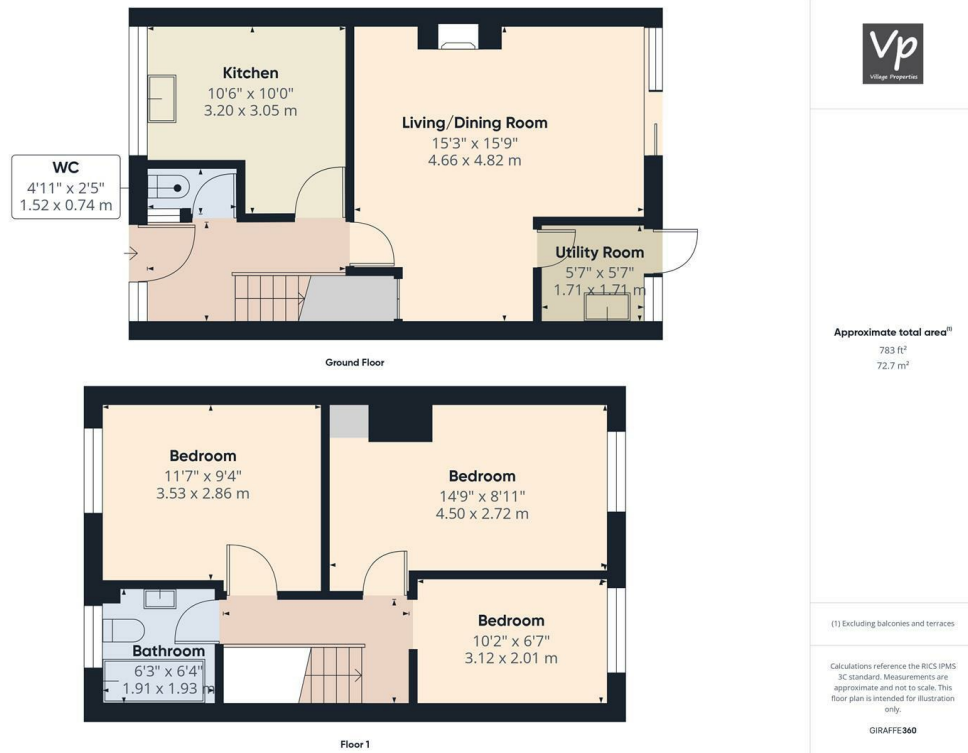 Kitchen
10'6" x 10'0"
3.20 x 3.05 m
Living/Dining Room
15'3" x 15'9"
4.66 x 4.82 m
WC
4'11" x 2'5"
1.52 x 0.74 m
Utility Room
5'7" x 5'7"
1.71 x 1.71 m
Ground Floor
Bedroom
11'7" x 9'4"
3.53 x 2.86 m
Bedroom
14'9" x 8'11"
4.50 x 2.72 m
Bedroom
10'2" x 6'7"
3.12 x 2.01 m
Bathroom
6'3" x 6'4"
1.91 x 1.93 m
Floor 1
Vp
Village Properties
Approximate total area(1)
783 ft²
72.7 m²
(1) Excluding balconies and terraces
Calculations reference the RICS IPMS
3C standard. Measurements are
approximate and not to scale. This
floor plan is intended for illustration
only.
GIRAFFE360